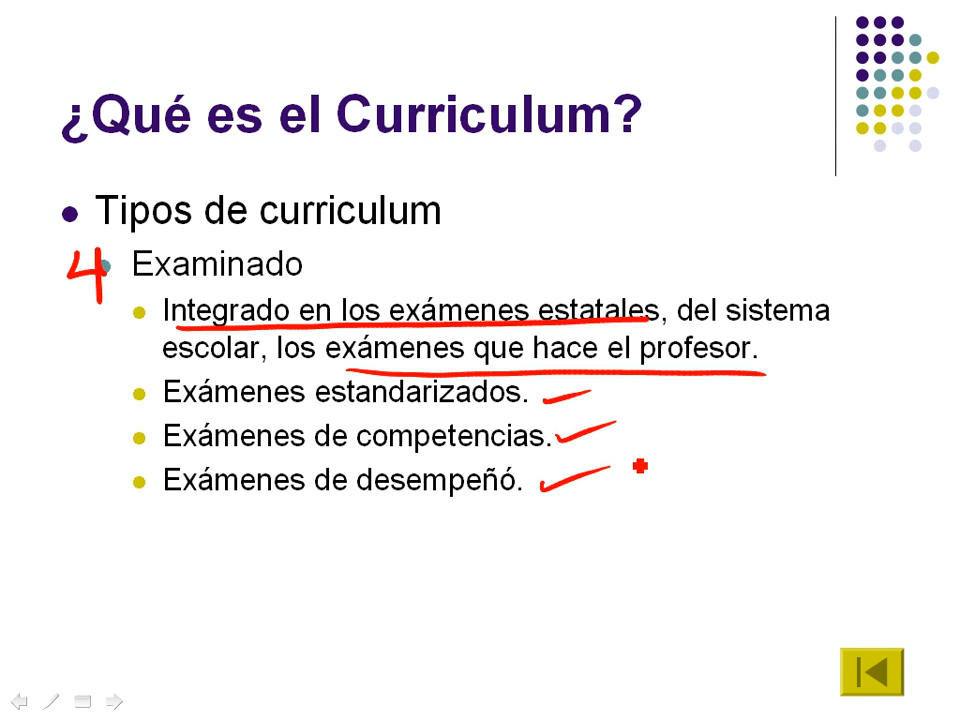 ¿Qué es el Curriculum?
Tipos de curriculum
4 Examinado
Integrado en los exámenes estatales, del sistema
escolar, los exámenes que hace el profesor.
Exámenes estandarizados.
Exámenes de competencias.
Exámenes de desempeñó.